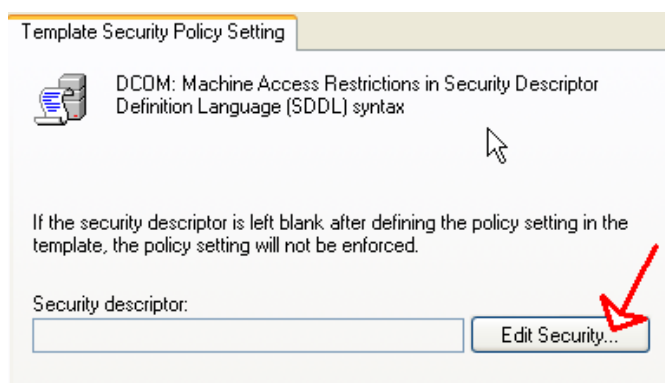 Template Security Policy Setting
DCOM: Machine Access Restrictions in Security Descriptor
Definition Language (SDDL) syntax
If the security descriptor is left blank after defining the policy setting in the
template, the policy setting will not be enforced.
Security descriptor:
Edit Security...